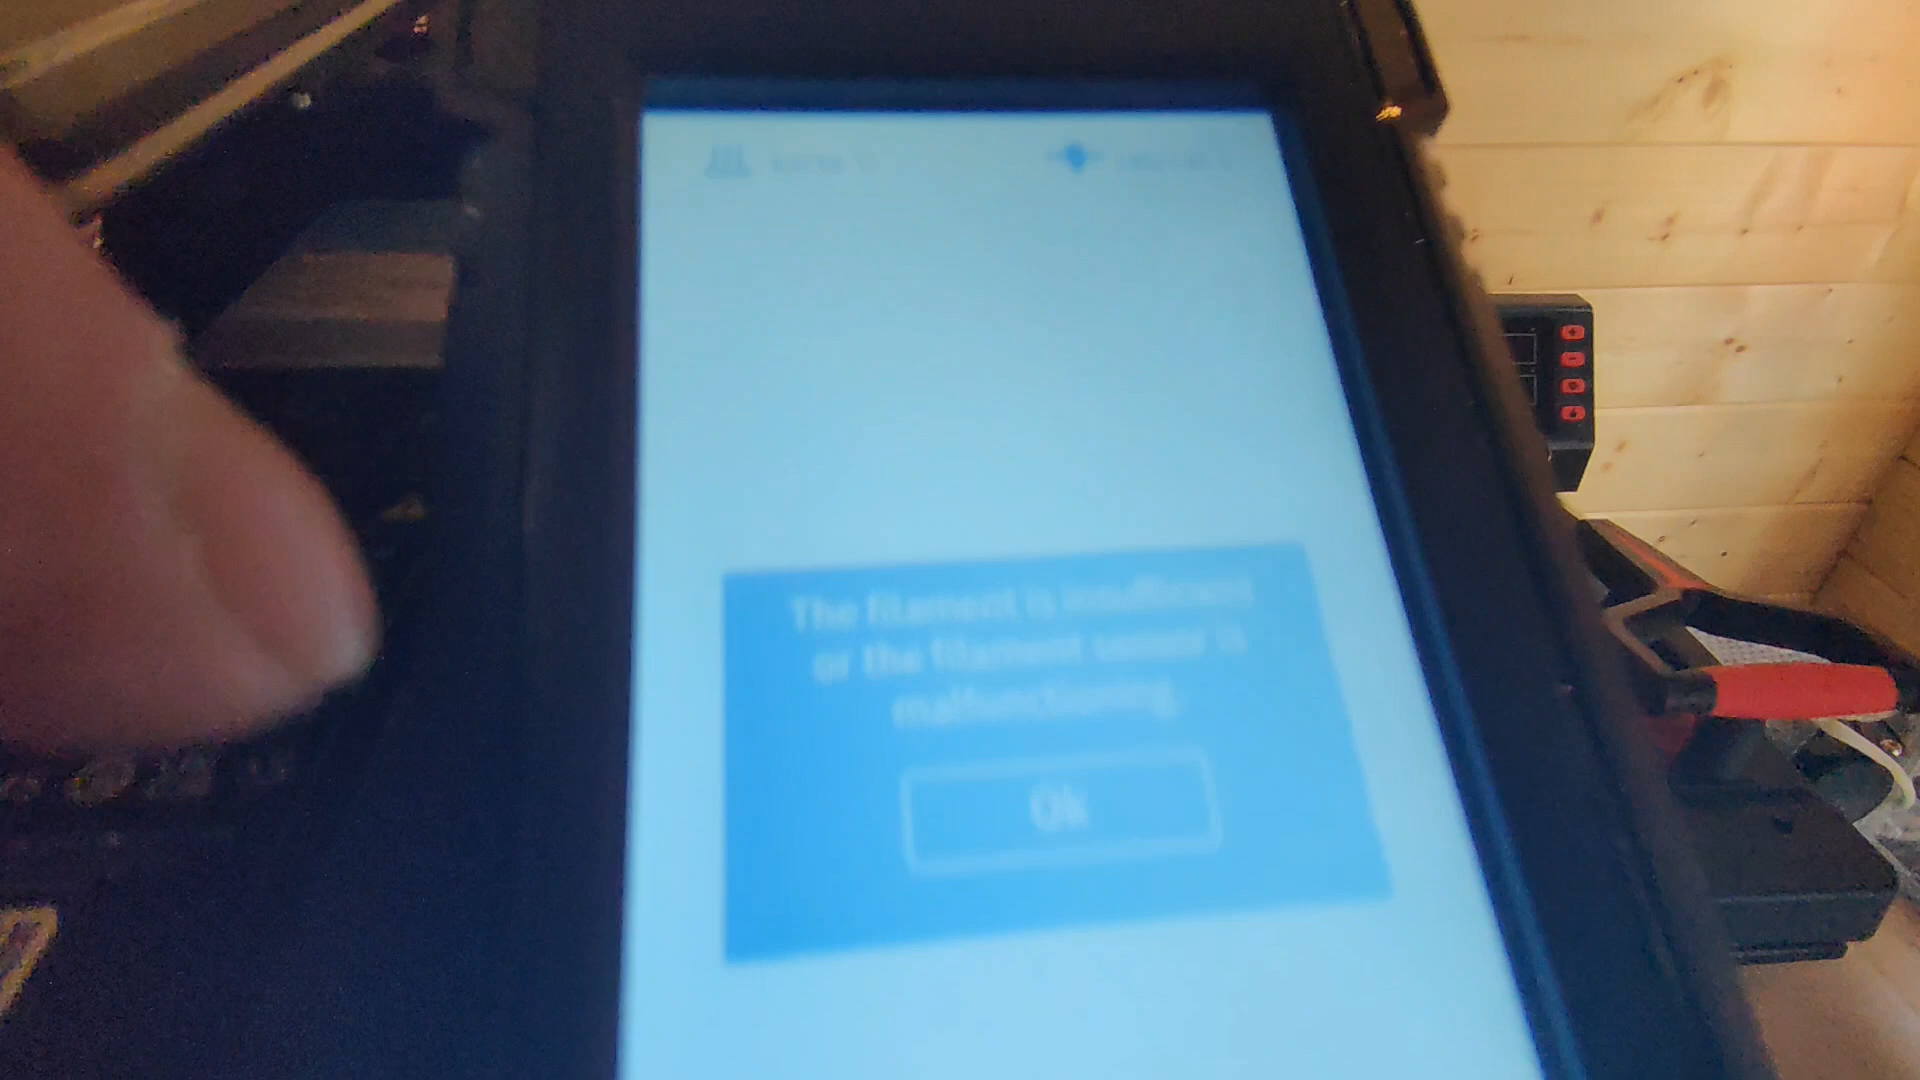 The filament is insufficient
or the filament sensor is
malfunctioning.
Ok